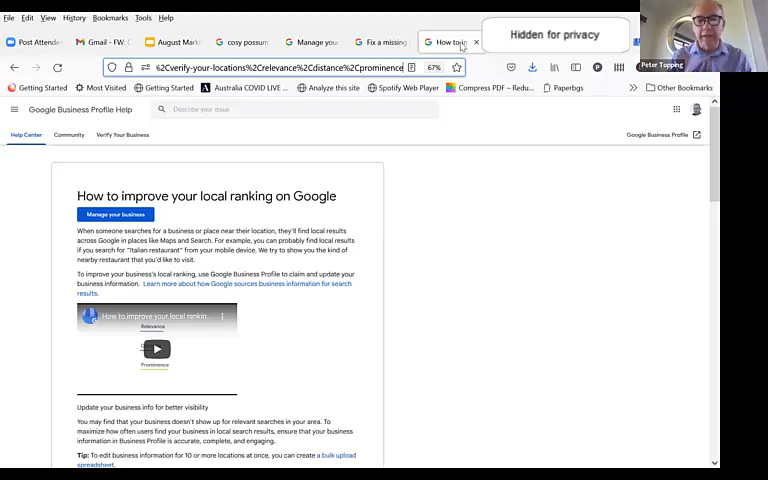 File Edit View History Bookmarks Tools Help
Post Attende
Gmail - FW: C
August Mark
cosy possum
Manage your
Fix a missing
How to in
Hidden for privacy
%2Cverify-your-locations%2Crelevance%2Cdistance%2Cprominence
67%
Peter Topping
Getting Started
Most Visited
Getting Started
Australia COVID LIVE ...
Analyze this site
Spotify Web Player
Compress PDF – Redu...
Paperbgs
Other Bookmarks
Google Business Profile Help
Describe your issue
Help Center
Community
Verify Your Business
Google Business Profile
How to improve your local ranking on Google
Manage your business
When someone searches for a business or place near their location, they'll find local results
across Google in places like Maps and Search. For example, you can probably find local results
if you search for "Italian restaurant" from your mobile device. We try to show you the kind of
nearby restaurant that you'd like to visit.
To improve your business's local ranking, use Google Business Profile to claim and update your
business information. Learn more about how Google sources business information for search
results.
How to improve your local rankin...
Relevance
Prominence
Update your business info for better visibility
You may find that your business doesn't show up for relevant searches in your area. To
maximize how often users find your business in local search results, ensure that your business
information in Business Profile is accurate, complete, and engaging.
Tip: To edit business information for 10 or more locations at once, you can create a bulk upload
spreadsheet.